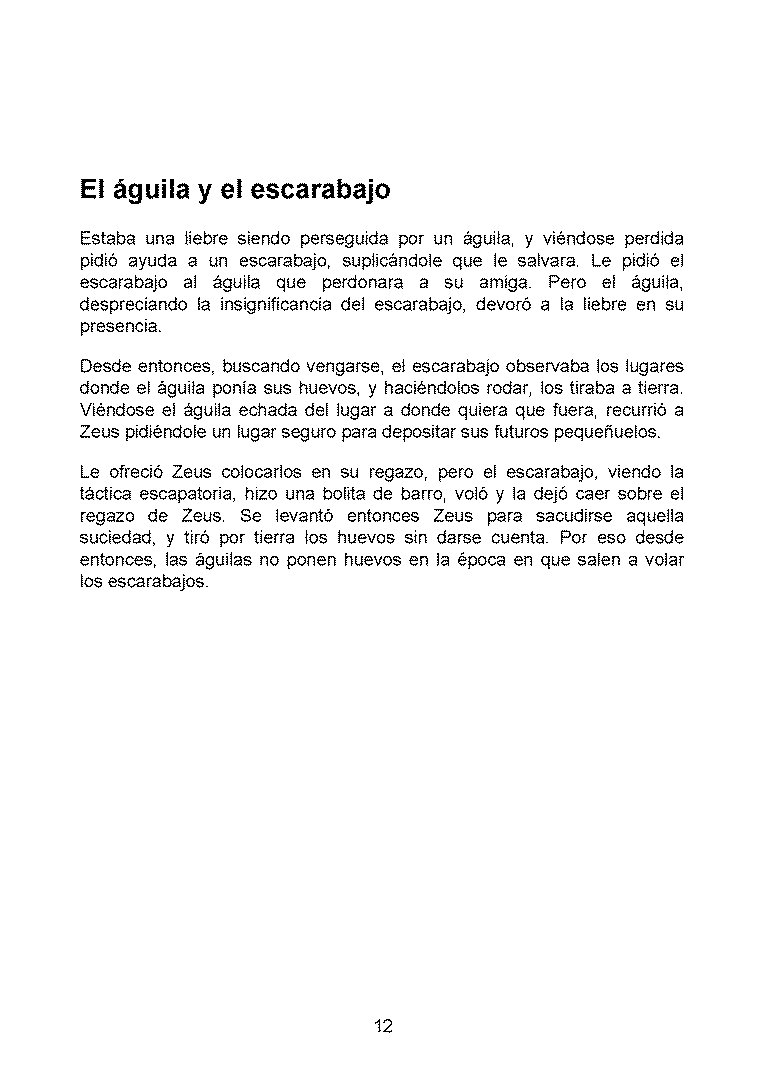 El águila y el escarabajo
Estaba una liebre siendo perseguida por un águila, y viéndose perdida
pidió ayuda a un escarabajo, suplicándole que le salvara. Le pidió el
escarabajo al águila que perdonara a su amiga. Pero el águila,
despreciando la insignificancia del escarabajo, devoró a la liebre en su
presencia.
Desde entonces, buscando vengarse, el escarabajo observaba los lugares
donde el águila ponía sus huevos, y haciéndolos rodar, los tiraba a tierra.
Viéndose el águila echada del lugar a donde quiera que fuera, recurrió a
Zeus pidiéndole un lugar seguro para depositar sus futuros pequeñuelos.
Le ofreció Zeus colocarlos en su regazo, pero el escarabajo, viendo la
táctica escapatoria, hizo una bolita de barro, voló y la dejó caer sobre el
regazo de Zeus. Se levantó entonces Zeus para sacudirse aquella
suciedad, y tiró por tierra los huevos sin darse cuenta. Por eso desde
entonces, las águilas no ponen huevos en la época en que salen a volar
los escarabajos.
12